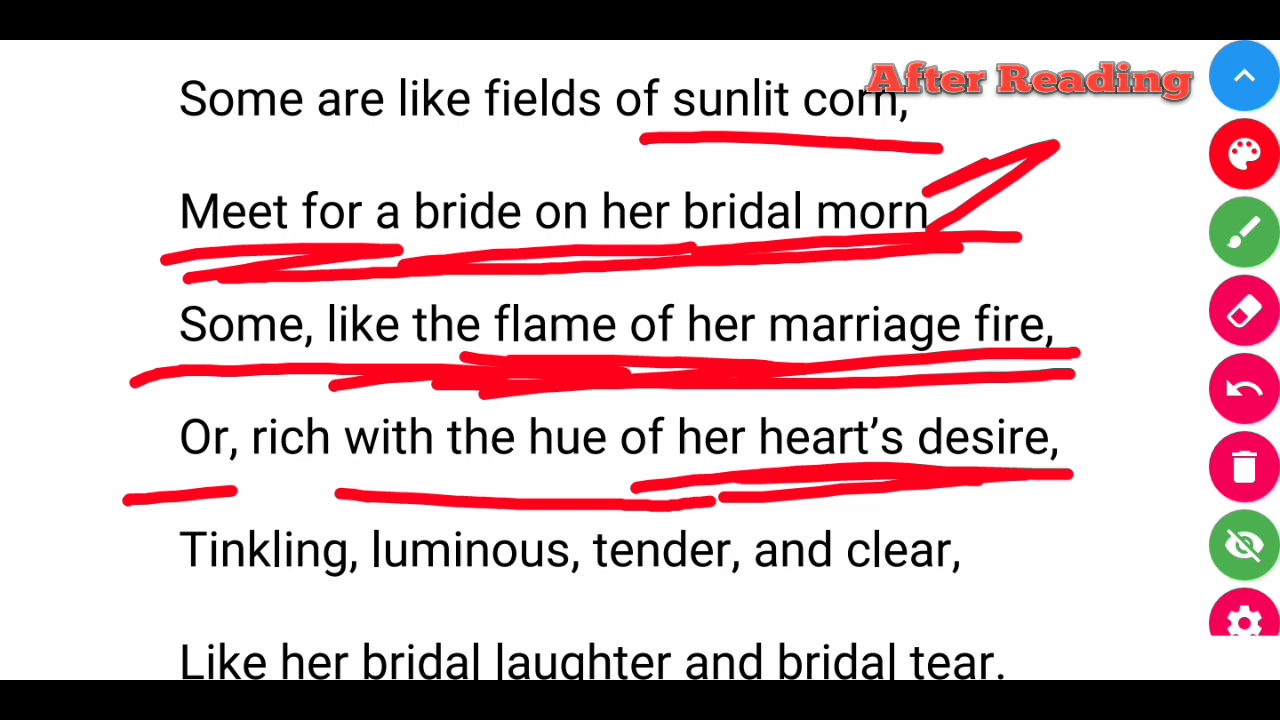 After Reading
Some are like fields of sunlit corn,
Meet for a bride on her bridal morn
Some, like the flame of her marriage fire,
Or, rich with the hue of her heart’s desire,
Tinkling, luminous, tender, and clear,
Like her bridal laughter and bridal tear.